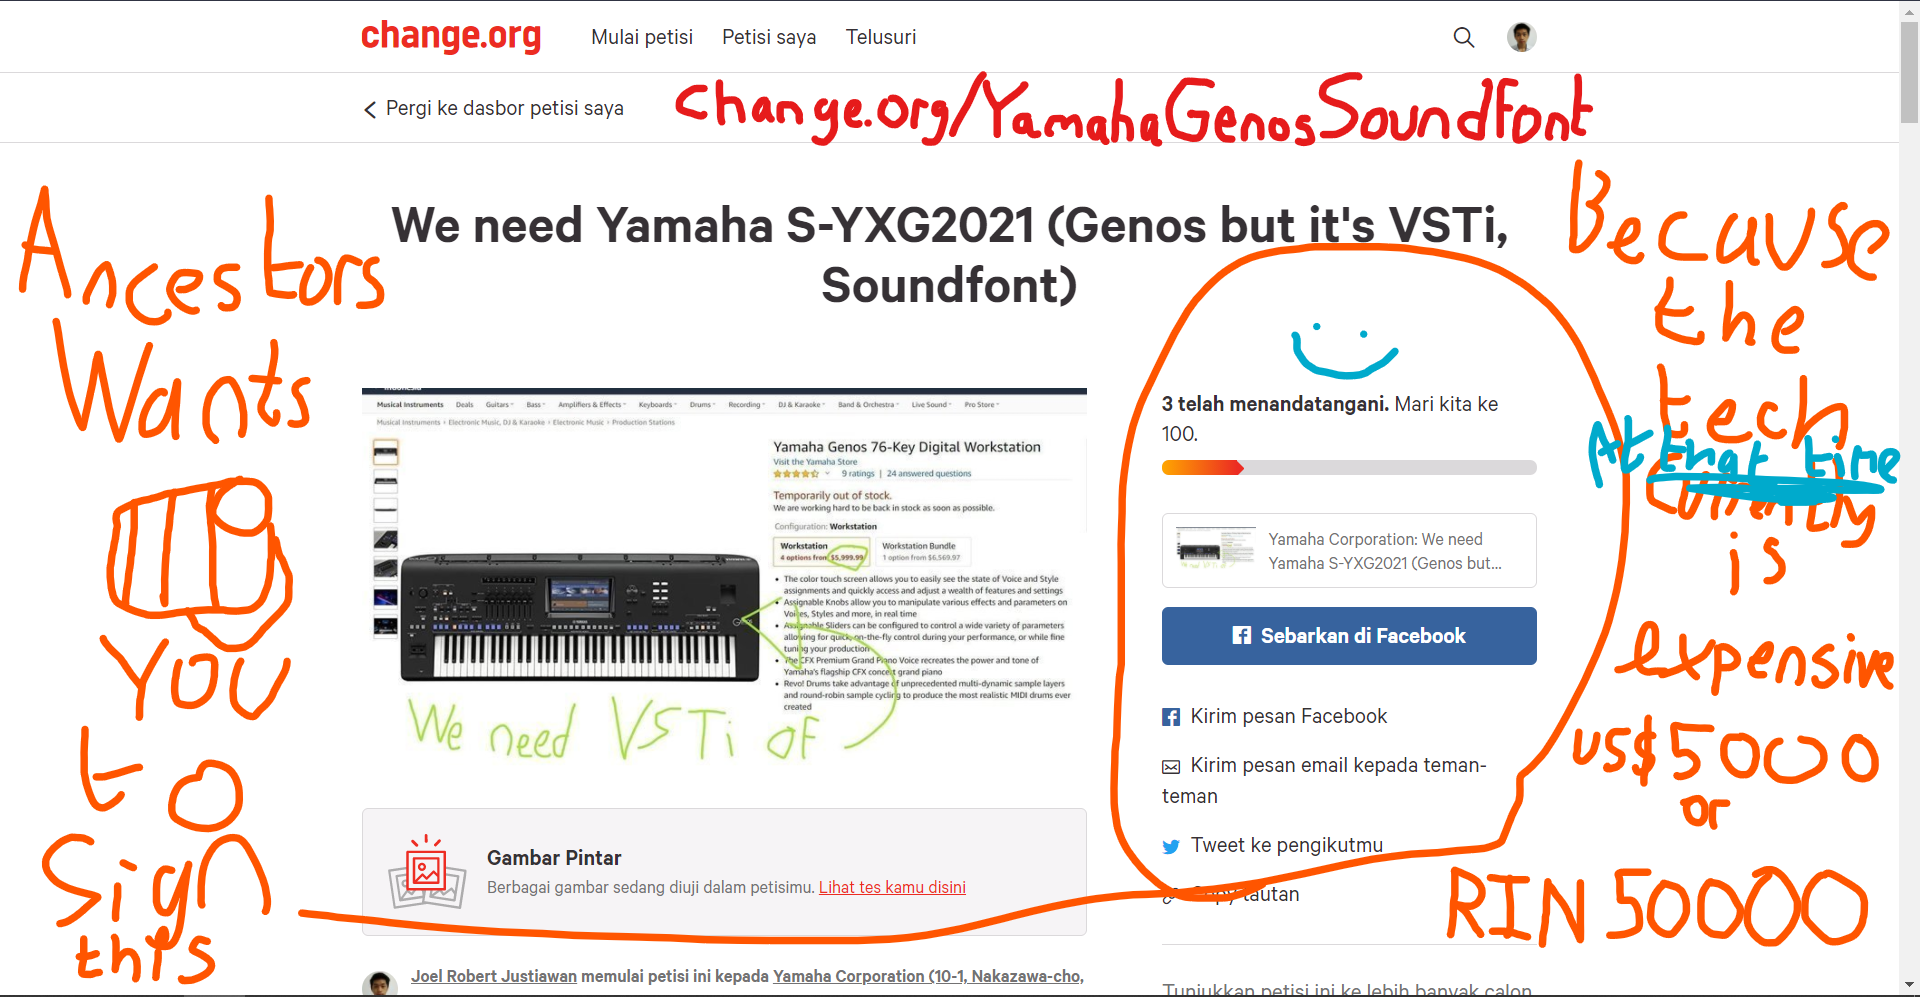 change.org
Mulai petisi Petisi saya Telusuri
Pergi ke dasbor petisi saya
Change.org/YamahaGenosSoundfont
We need Yamaha S-YXG2021 (Genos but it's VSTi,
Soundfont)
Ancestors
Wants
YOU
to
Sign
this
Because
the
tech
At that time
is
expensive
US$5000
or
RIN 50000
Musical Instruments Deals Guitars Bass Amplifiers & Effects Keyboards Drums Recording DJ & Karaoke Band & Orchestra Live Sound Pro Store
Musical Instruments › Electronic Music, DJ & Karaoke › Electronic Music › Production Stations
Yamaha Genos 76-Key Digital Workstation
Visit the Yamaha Store
9 ratings | 24 answered questions
Temporarily out of stock.
We are working hard to be back in stock as soon as possible.
Configuration: Workstation
Workstation
4 options from $5,999.99
Workstation Bundle
1 option from $6,569.97
• The color touch screen allows you to easily see the state of Voice and Style
assignments and quickly access and adjust a wealth of features and settings
• Assignable Knobs allow you to manipulate various effects and parameters on
Voices, Styles and more, in real time
• Assignable Sliders can be configured to control a wide variety of parameters
allowing for quick, on-the-fly control during your performance, or while fine
tuning your production
• The CFX Premium Grand Piano Voice recreates the power and tone of
Yamaha's flagship CFX concert grand piano
• Revo! Drums take advantage of unprecedented multi-dynamic sample layers
and round-robin sample cycling to produce the most realistic MIDI drums ever
created
We need VSTi OF
3 telah menandatangani. Mari kita ke
100.
Yamaha Corporation: We need
Yamaha S-YXG2021 (Genos but...
Sebarkan di Facebook
Kirim pesan Facebook
Kirim pesan email kepada teman-
teman
Tweet ke pengikutmu
Copy tautan
Gambar Pintar
Berbagai gambar sedang diuji dalam petisimu. Lihat tes kamu disini
Joel Robert Justiawan memulai petisi ini kepada Yamaha Corporation (10-1, Nakazawa-cho,
Tunjukkan petisi ini ke lebih banyak calon